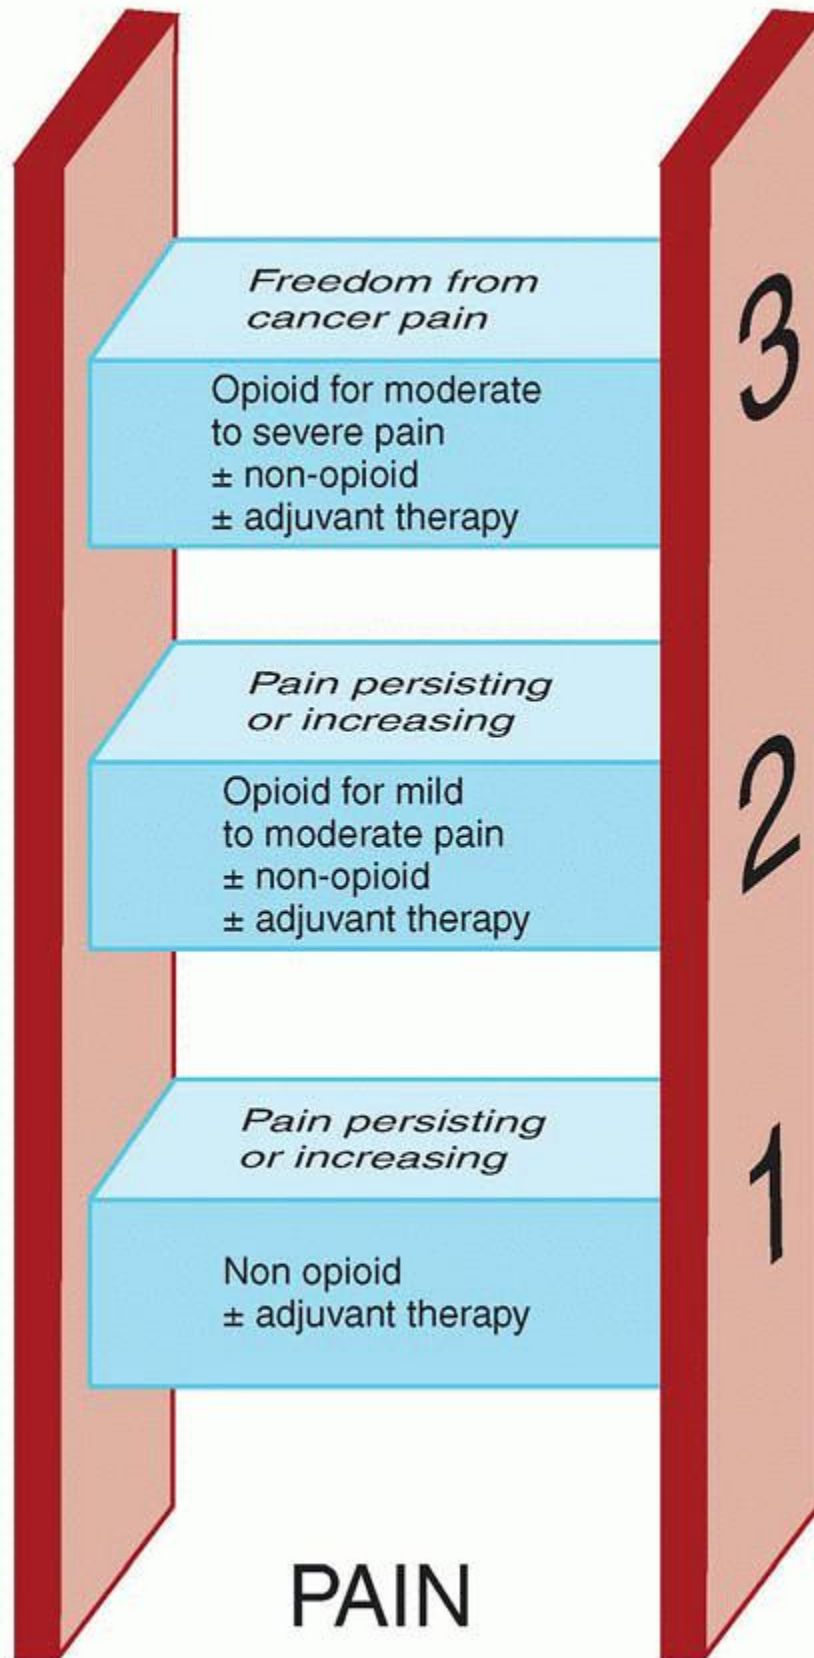 Freedom from
cancer pain
Opioid for moderate
to severe pain
± non-opioid
± adjuvant therapy
3
Pain persisting
or increasing
Opioid for mild
to moderate pain
± non-opioid
± adjuvant therapy
2
Pain persisting
or increasing
Non opioid
± adjuvant therapy
1
PAIN